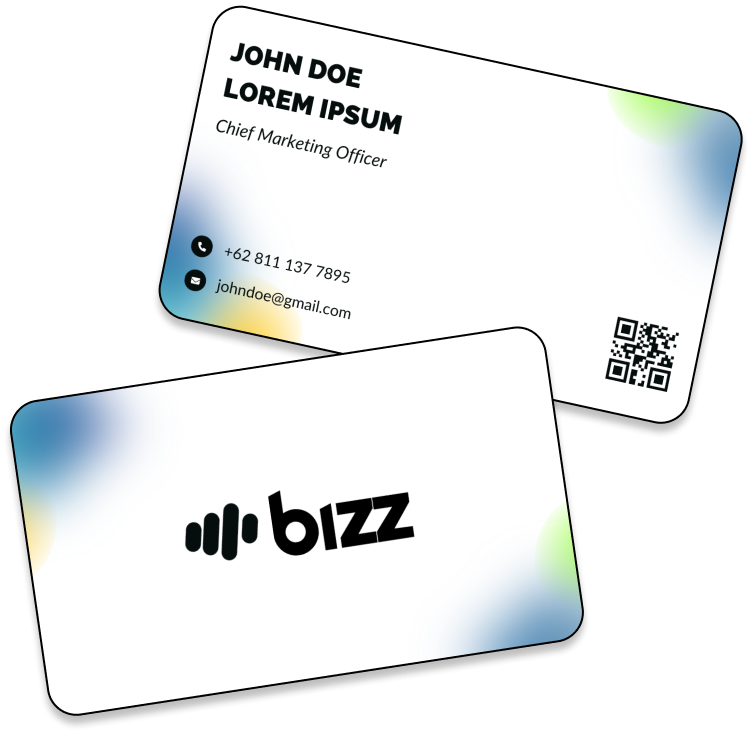 JOHN DOE
LOREM IPSUM
Chief Marketing Officer
+62 811 137 7895
johndoe@gmail.com
bizz